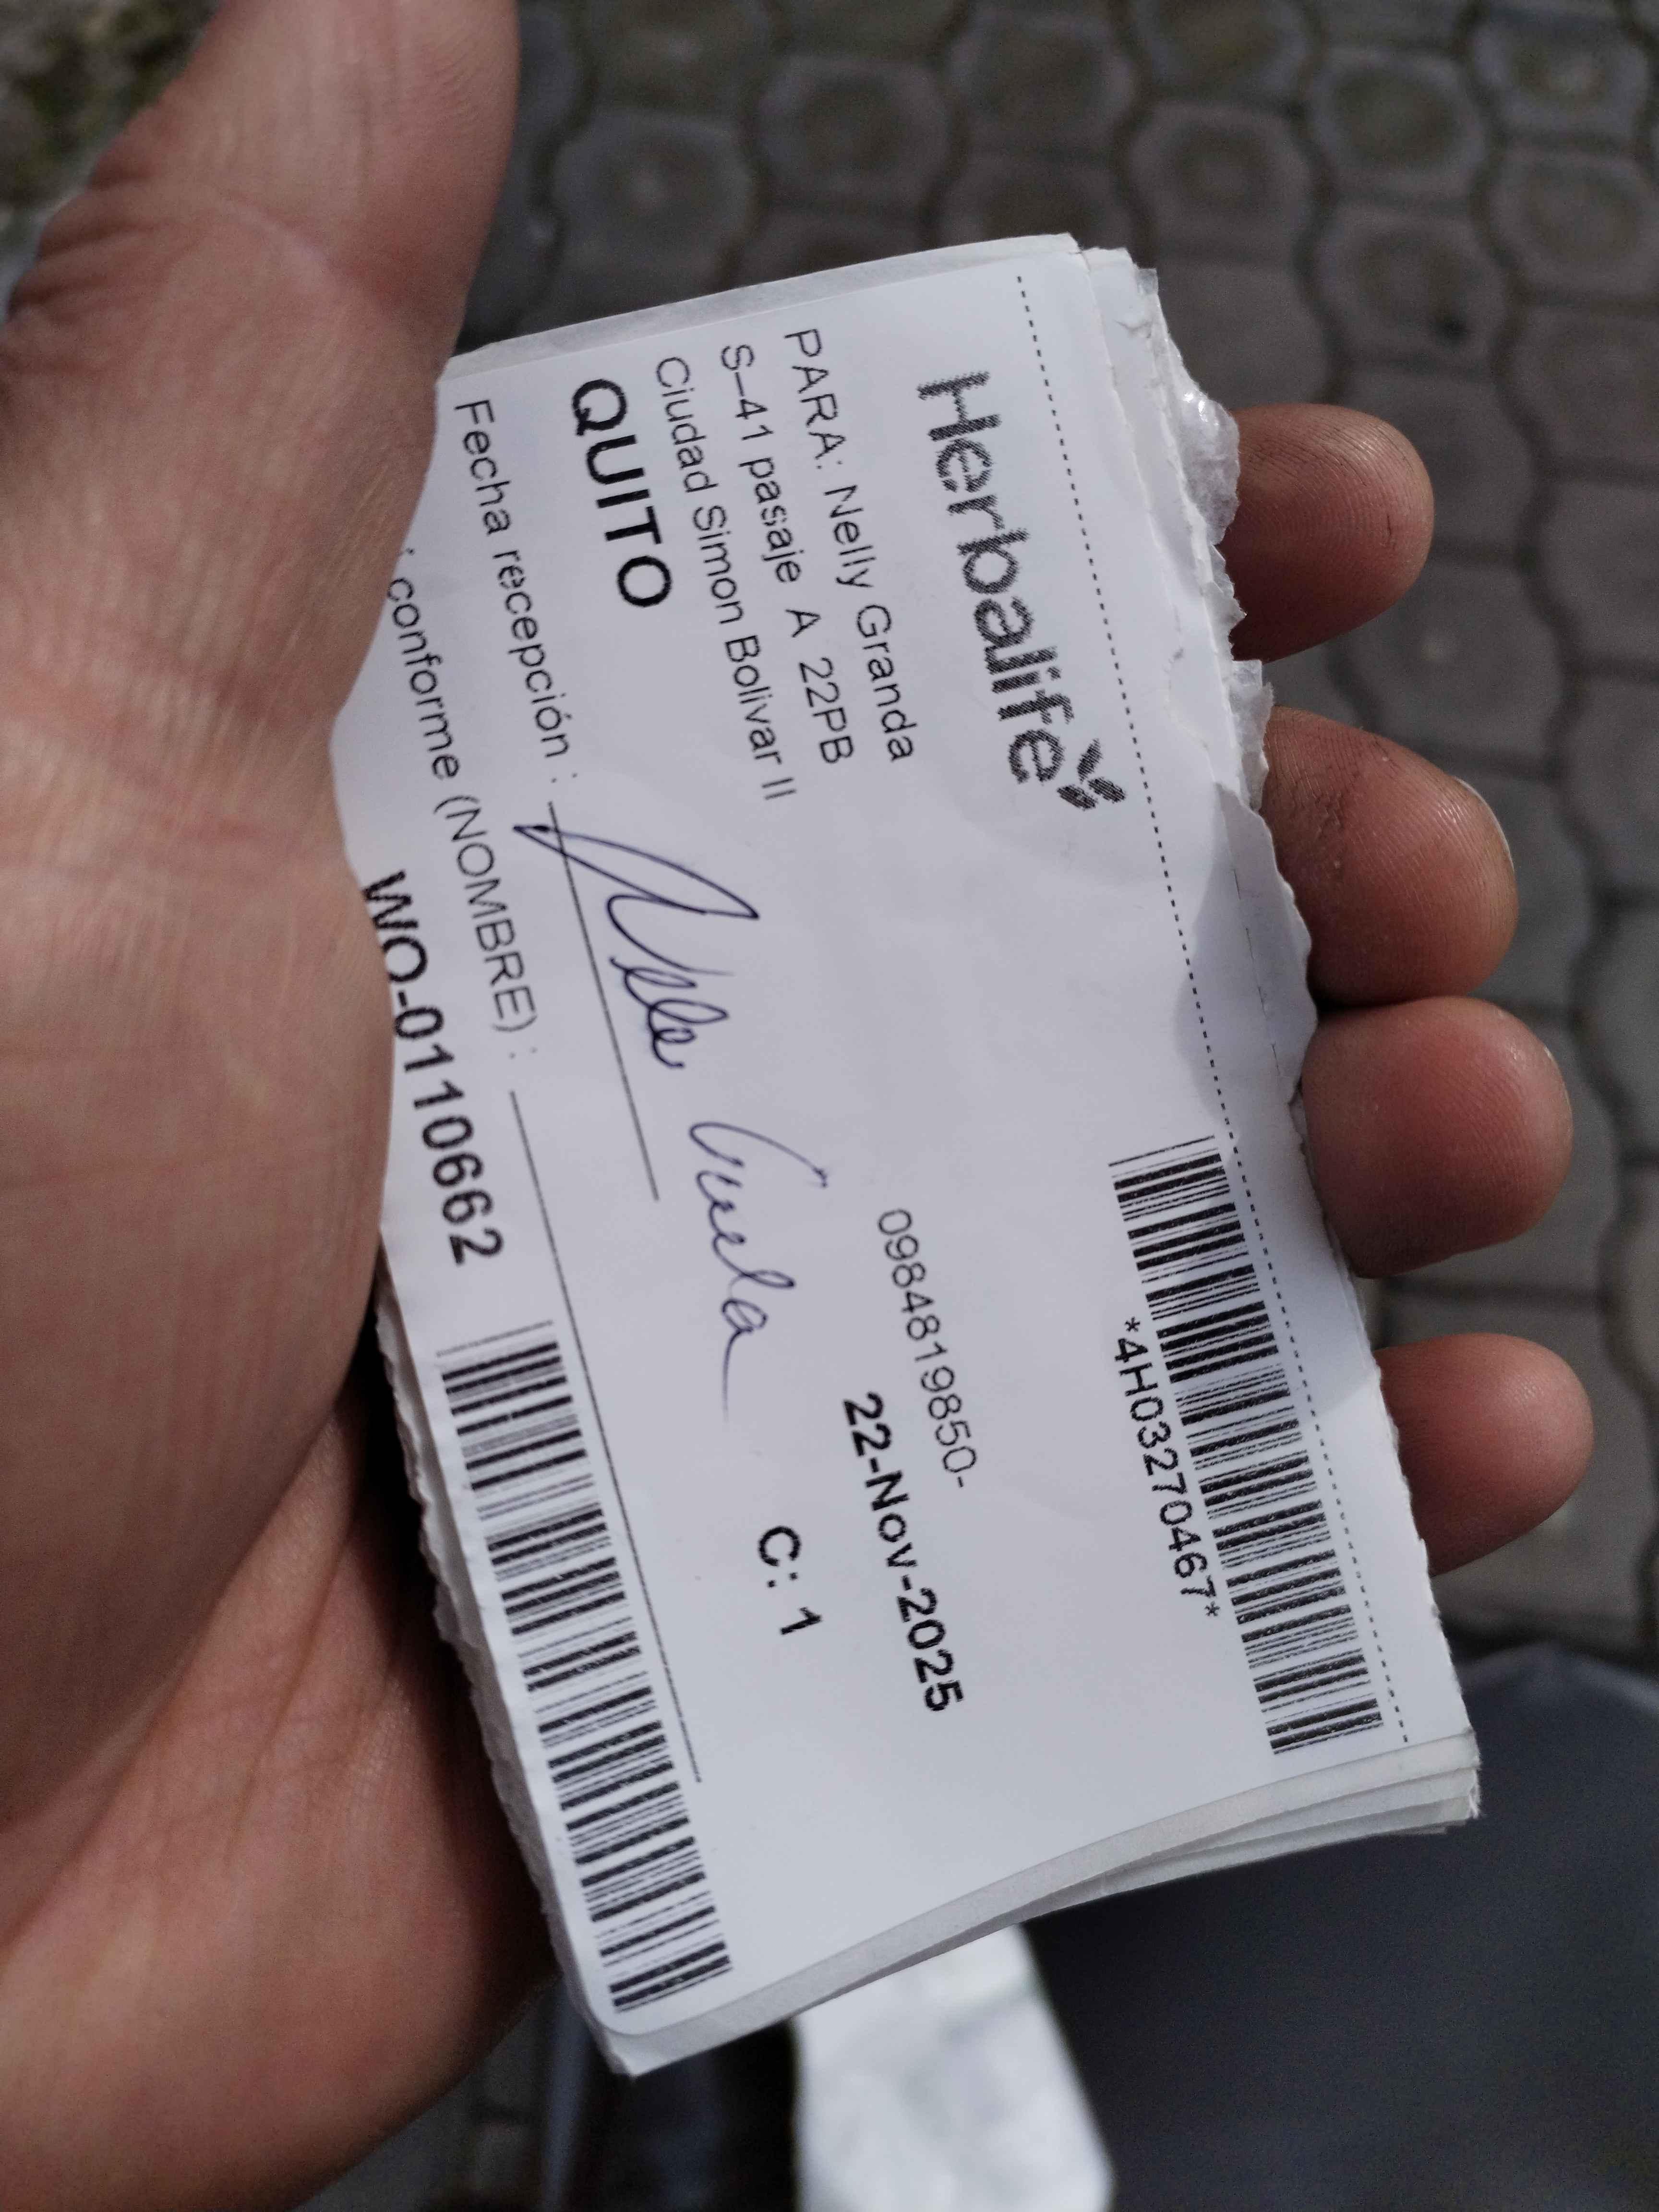 *4H03270467*
Herbalife
PARA: Nelly Granda
0984819850-
S-41 pasaje A 22PB
22-Nov-2025
Ciudad Simon Bolivar II
QUITO
C: 1
Fecha recepción :
conforme (NOMBRE) :
WO-0110662